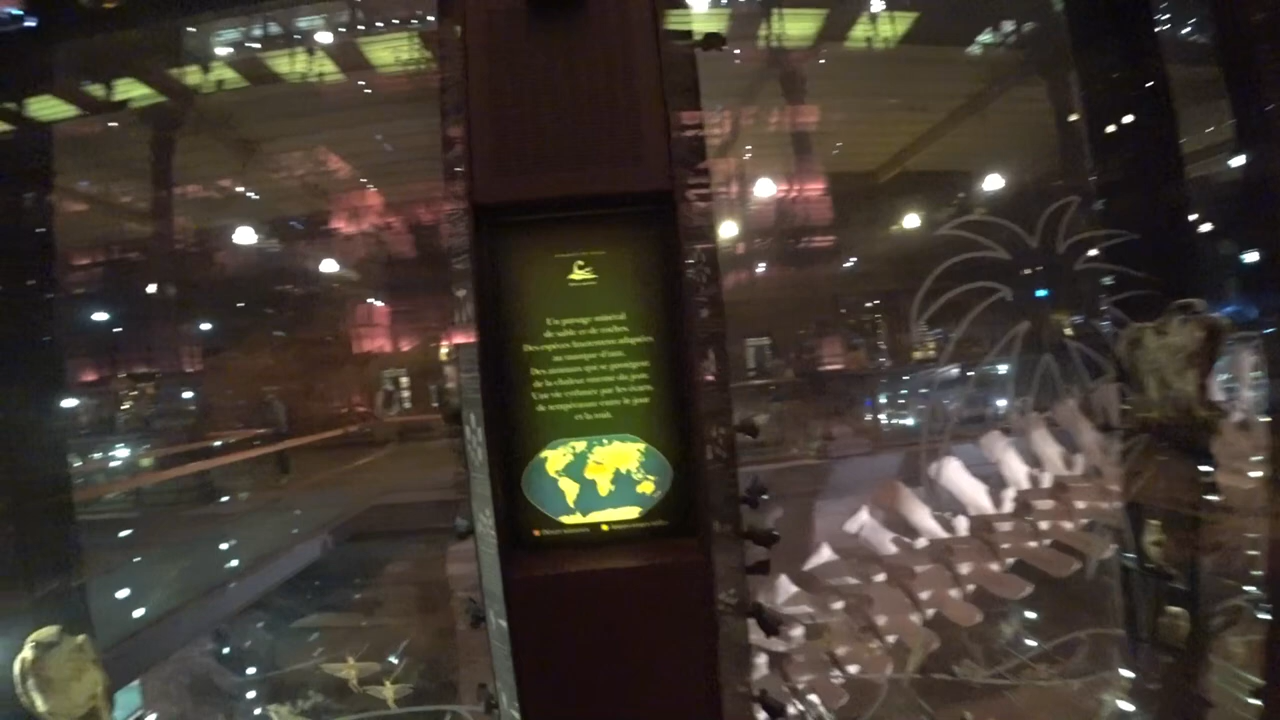 Un paysage minéral
de sable et de roches.
Des espèces finement adaptées
au manque d'eau.
Des animaux qui se protègent
de la chaleur intense du jour.
Une vie rythmée par les écarts
de température entre le jour
et la nuit.